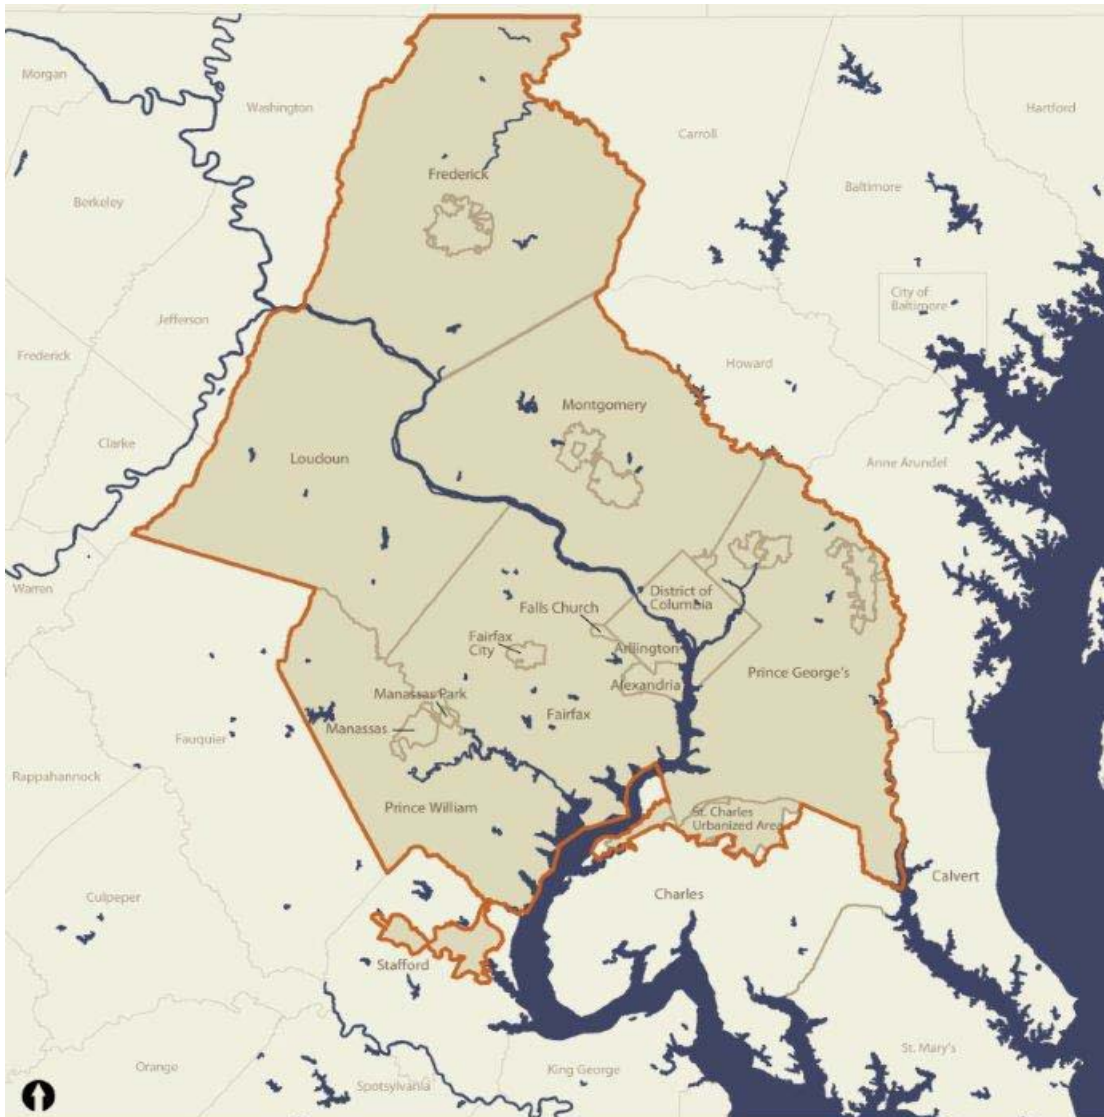 Morgan
Washington
Hartford
Carroll
Frederick
Baltimore
Berkeley
City of
Baltimore
Jefferson
Frederick
Howard
Montgomery
Clarke
Loudoun
Anne Arundel
Warren
District of
Columbia
Falls Church
Fairfax
City
Arlington
Prince George's
Alexandria
Manassas Park
Fairfax
Manassas
Fauquier
Rappahannock
Prince William
St. Charles
Urbanized Area
Calvert
Charles
Culpeper
Stafford
St. Mary's
Orange
King George
Spotsylvania